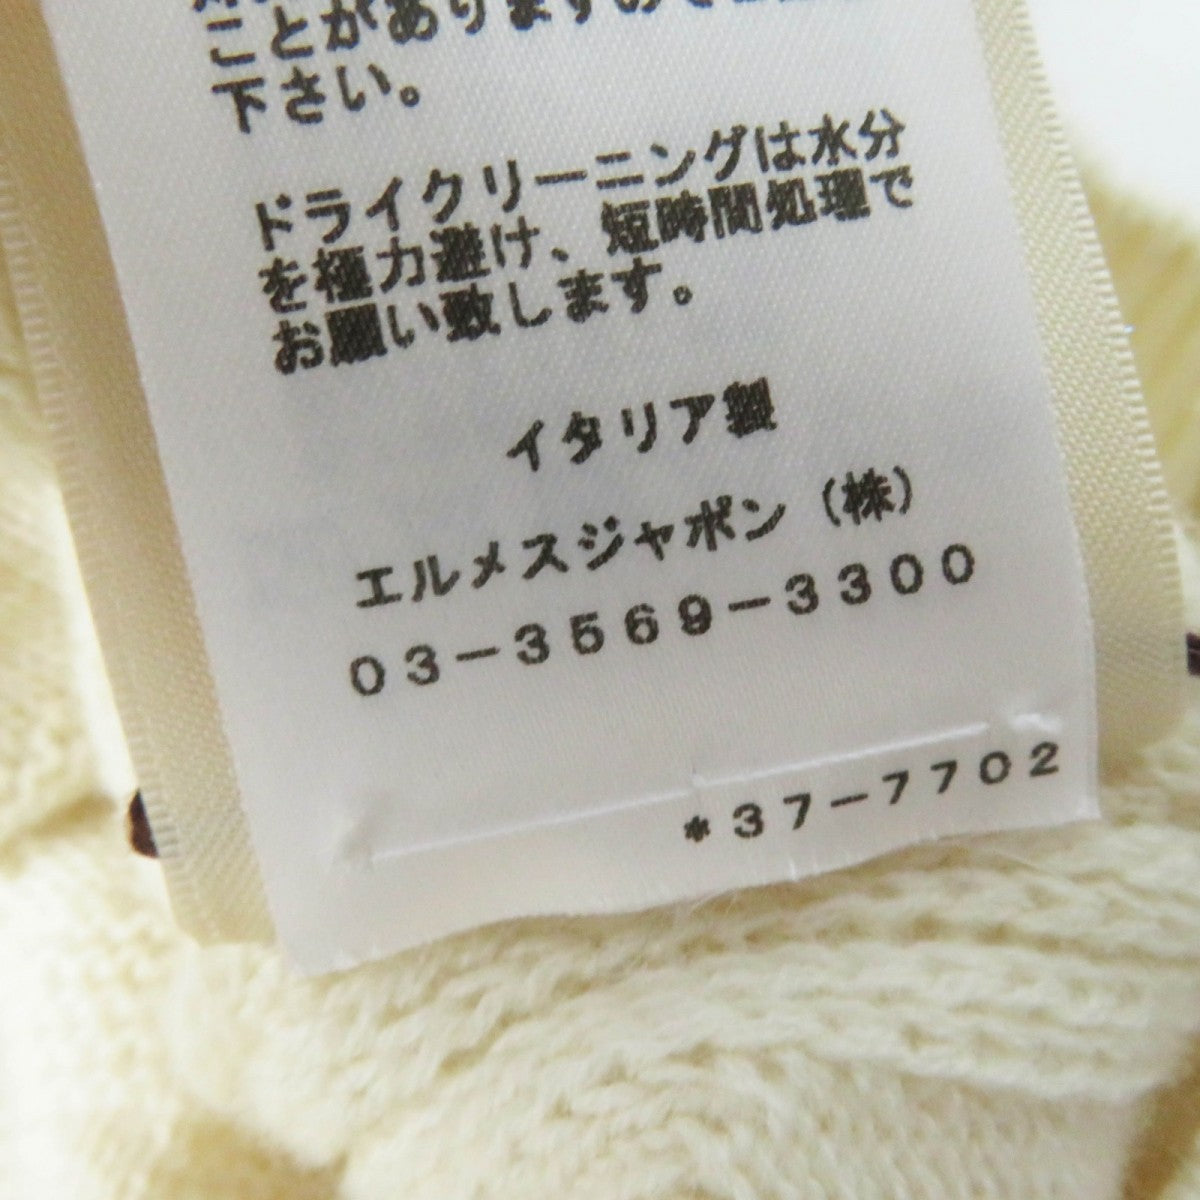 ことがありますので
下さい。
ドライクリーニングは水分
を極力避け、短時間処理で
お願い致します。
イタリア製
エルメスジャポン（株）
03-3569-3300
*37-7702